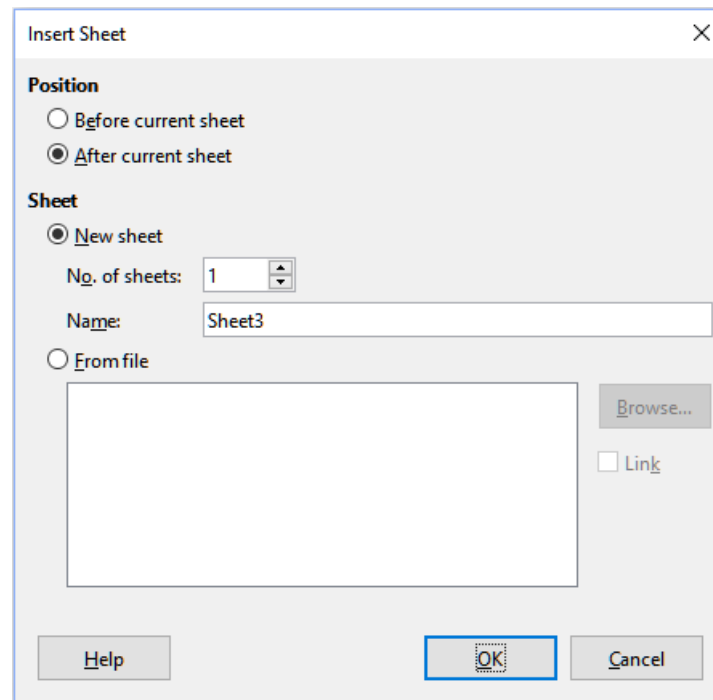 Insert Sheet
Position
Before current sheet
After current sheet
Sheet
New sheet
No. of sheets: 1
Name: Sheet3
From file
Browse...
Link
Help OK Cancel